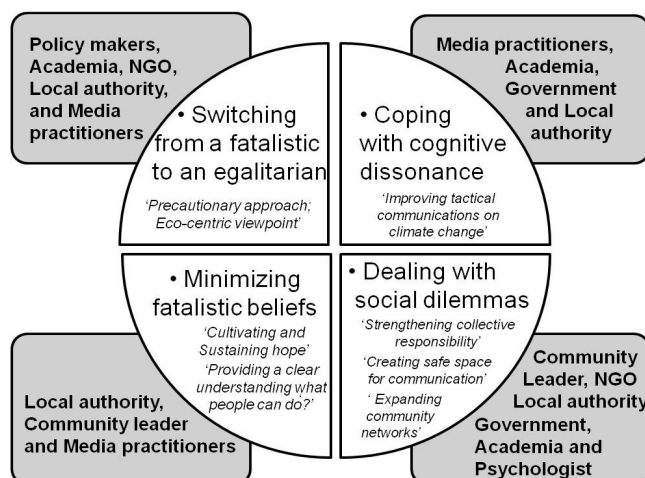 Policy makers,
Academia, NGO,
Local authority,
and Media
practitioners
• Switching
from a fatalistic
to an egalitarian
‘Precautionary approach;
Eco-centric viewpoint’
Media practitioners,
Academia,
Government
and Local
authority
• Coping
with cognitive
dissonance
‘Improving tactical
communications on
climate change’
• Minimizing
fatalistic beliefs
‘Cultivating and
Sustaining hope’
‘Providing a clear
understanding what
people can do?’
Local authority,
Community leader
and Media practitioners
• Dealing with
social dilemmas
‘Strengthening collective
responsibility’
‘Creating safe space
for communication’
‘ Expanding
community
networks’
Community
Leader, NGO
Local authority
Government,
Academia and
Psychologist